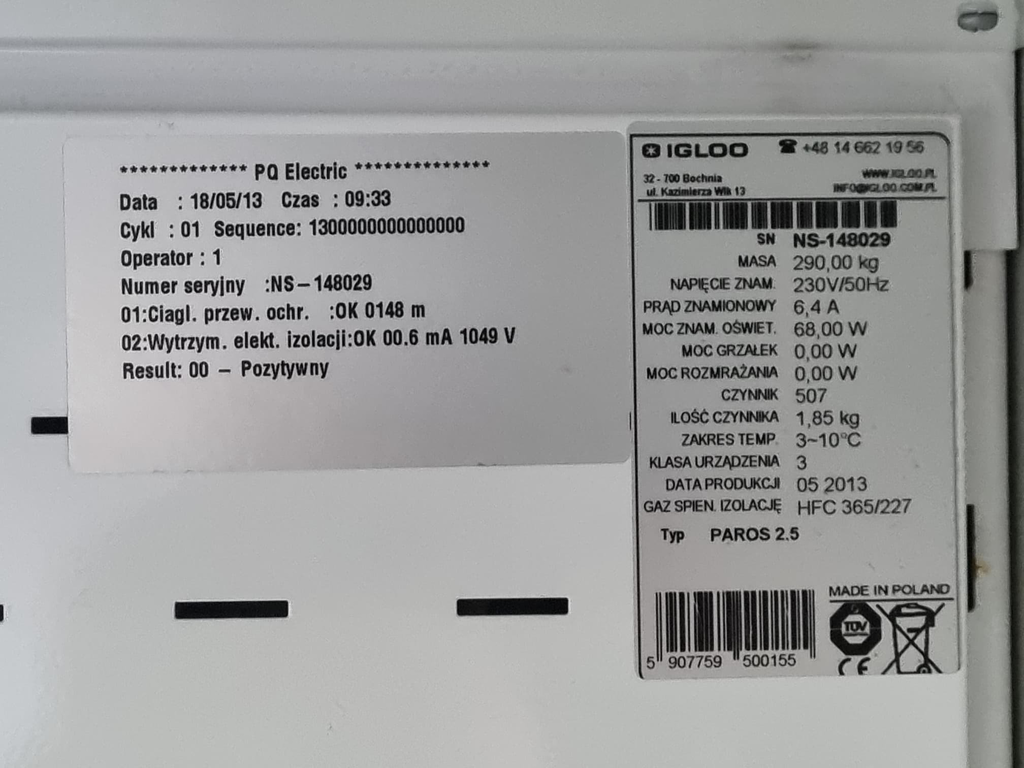 ************* PQ Electric **************
Data : 18/05/13 Czas : 09:33
Cykl : 01 Sequence: 1300000000000000
Operator : 1
Numer seryjny :NS-148029
01:Ciagl. przew. ochr. :OK 0148 m
02:Wytrzym. elekt. izolacji:OK 00.6 mA 1049 V
Result: 00 - Pozytywny
IGLOO ☎ +48 14 662 19 56
32 - 700 Bochnia WWW.IGLOO.PL
ul. Kazimierza Wlk 13 INFO@IGLOO.COM.PL
SN NS-148029
MASA 290,00 kg
NAPIĘCIE ZNAM. 230V/50Hz
PRĄD ZNAMIONOWY 6,4 A
MOC ZNAM. OŚWIET. 68,00 W
MOC GRZAŁEK 0,00 W
MOC ROZMRAŻANIA 0,00 W
CZYNNIK 507
ILOŚĆ CZYNNIKA 1,85 kg
ZAKRES TEMP. 3~10°C
KLASA URZĄDZENIA 3
DATA PRODUKCJI 05 2013
GAZ SPIEN. IZOLACJĘ HFC 365/227
Typ PAROS 2.5
MADE IN POLAND
TÜV
CE
5 907759 500155